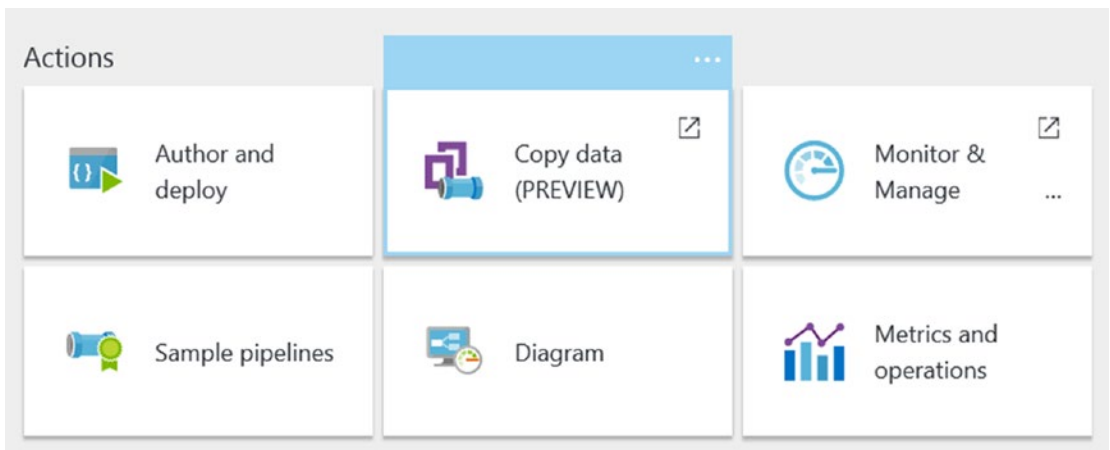 Actions
...
Author and
deploy
Copy data
(PREVIEW)
Monitor &
Manage
...
Sample pipelines
Diagram
Metrics and
operations